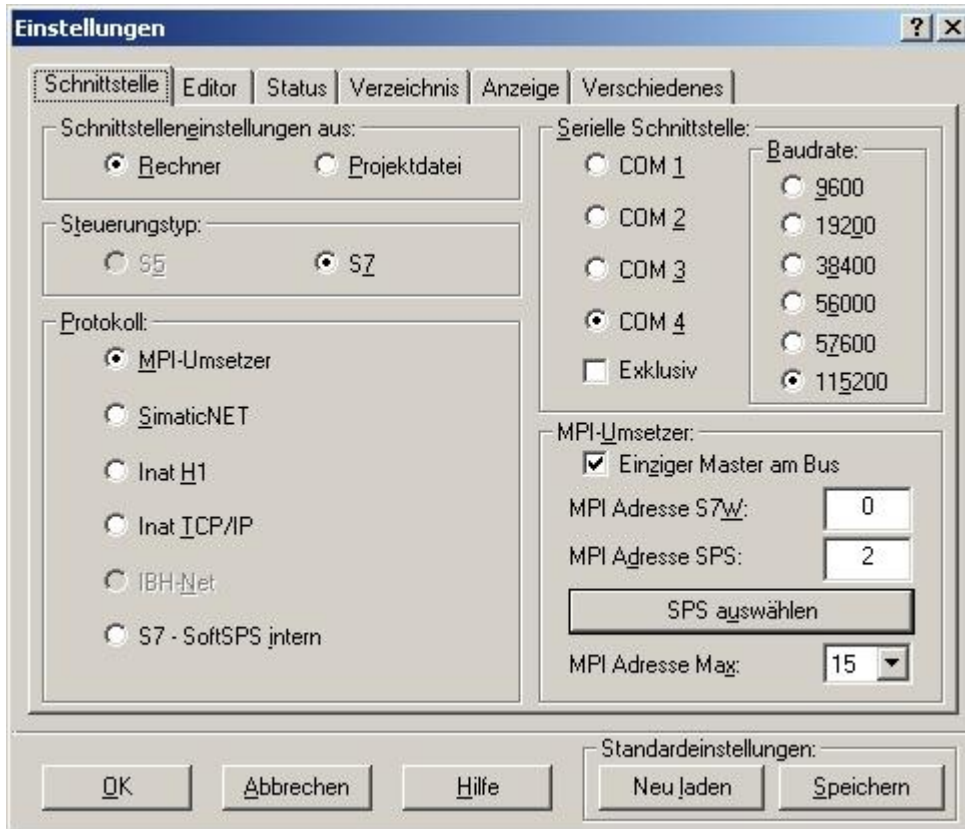 Einstellungen
Schnittstelle Editor Status Verzeichnis Anzeige Verschiedenes
Schnittstelleneinstellungen aus:
Rechner Projektdatei
Steuerungstyp:
S5 S7
Protokoll:
MPI-Umsetzer
SimaticNET
Inat H1
Inat TCP/IP
IBH-Net
S7 - SoftSPS intern
Serielle Schnittstelle:
COM 1
COM 2
COM 3
COM 4
Exklusiv
Baudrate:
9600
19200
38400
56000
57600
115200
MPI-Umsetzer:
Einziger Master am Bus
MPI Adresse S7W: 0
MPI Adresse SPS: 2
SPS auswählen
MPI Adresse Max: 15
OK Abbrechen Hilfe
Standardeinstellungen:
Neu laden Speichern